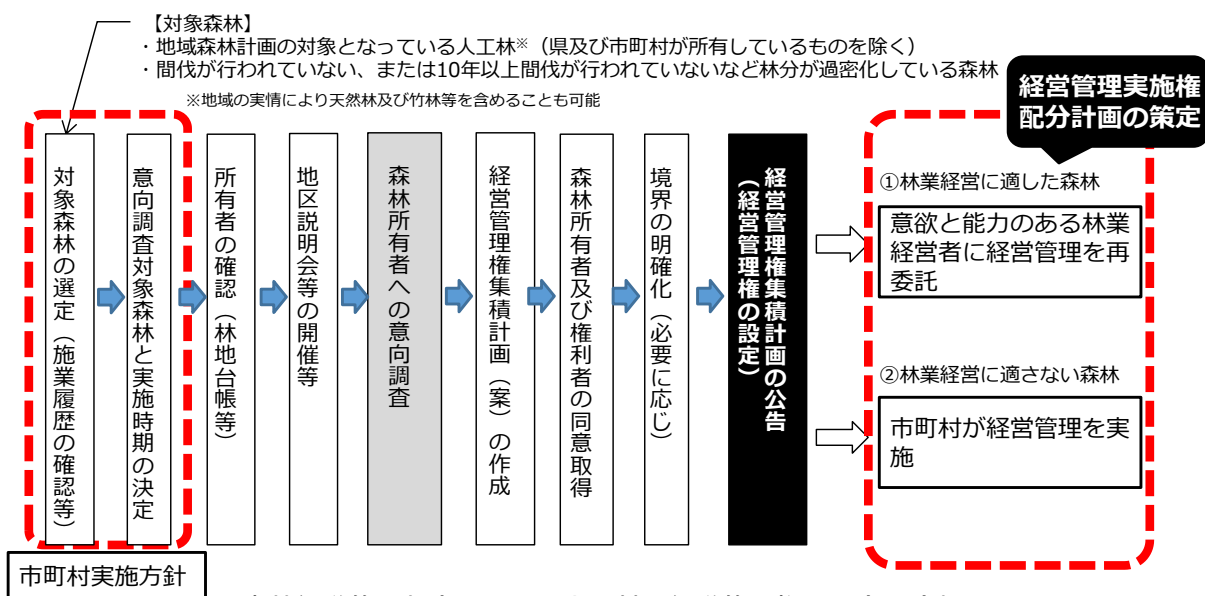 【対象森林】
・地域森林計画の対象となっている人工林※（県及び市町村が所有しているものを除く）
・間伐が行われていない、または10年以上間伐が行われていないなど林分が過密化している森林
※地域の実情により天然林及び竹林等を含めることも可能
経営管理実施権
配分計画の策定
対象森林の選定（施業履歴の確認等）
意向調査対象森林と実施時期の決定
所有者の確認（林地台帳等）
地区説明会等の開催等
森林所有者への意向調査
経営管理権集積計画（案）の作成
森林所有者及び権利者の同意取得
境界の明確化（必要に応じ）
経営管理権集積計画の公告
（経営管理権の設定）
①林業経営に適した森林
意欲と能力のある林業
経営者に経営管理を再
委託
②林業経営に適さない森林
市町村が経営管理を実
施
市町村実施方針